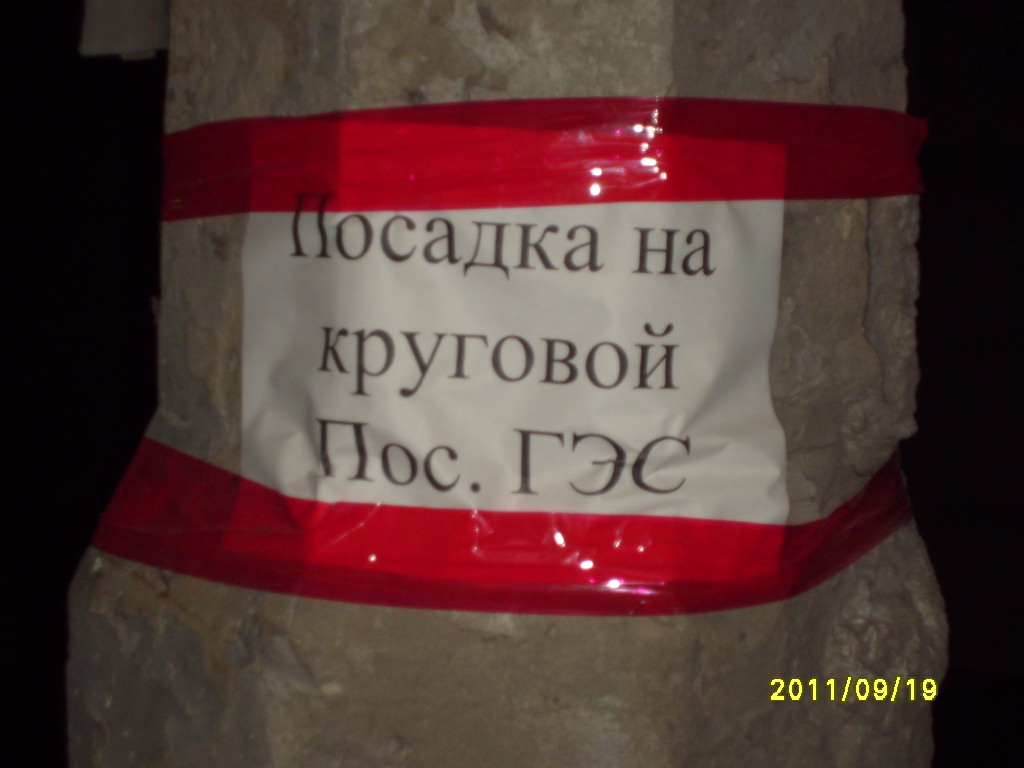 Посадка на
круговой
Пос. ГЭС
2011/09/19